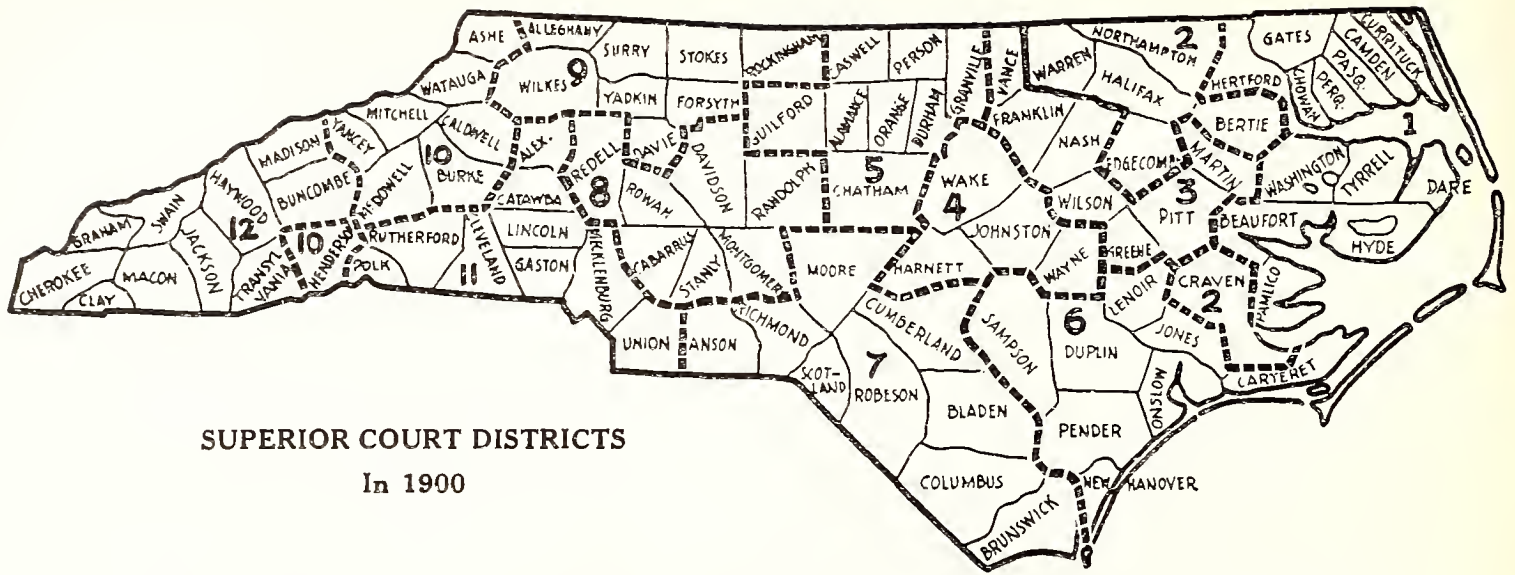 ASHE
ALLEGHANY
SURRY
STOKES
ROCKINGHAM
CASWELL
PERSON
GRANVILLE
VANCE
WARREN
NORTHAMPTON
2
GATES
CURRITUCK
CAMDEN
PASQ.
PERQ.
CHOWAN
WATAUGA
WILKES
9
YADKIN
FORSYTH
GUILFORD
ALAMANCE
ORANGE
DURHAM
FRANKLIN
HALIFAX
HERTFORD
BERTIE
1
MITCHELL
CALDWELL
ALEX.
IREDELL
DAVIE
DAVIDSON
NASH
EDGECOMB
MARTIN
WASHINGTON
TYRRELL
DARE
MADISON
YANCEY
MCDOWELL
10
BURKE
CATAWBA
8
ROWAN
RANDOLPH
5
CHATHAM
WAKE
4
WILSON
3
PITT
BEAUFORT
HYDE
GRAHAM
SWAIN
HAYWOOD
BUNCOMBE
12
10
RUTHERFORD
CLEVELAND
LINCOLN
CABARRUS
STANLY
MONTGOMERY
MOORE
HARNETT
JOHNSTON
WAYNE
GREENE
CRAVEN
2
PAMLICO
CHEROKEE
CLAY
MACON
JACKSON
TRANSYL
VANIA
HENDERSON
POLK
11
GASTON
MECKLENBURG
UNION
ANSON
RICHMOND
CUMBERLAND
SAMPSON
6
DUPLIN
LENOIR
JONES
CARTERET
SCOT-
LAND
7
ROBESON
BLADEN
PENDER
ONSLOW
COLUMBUS
BRUNSWICK
NEW HANOVER
SUPERIOR COURT DISTRICTS
In 1900